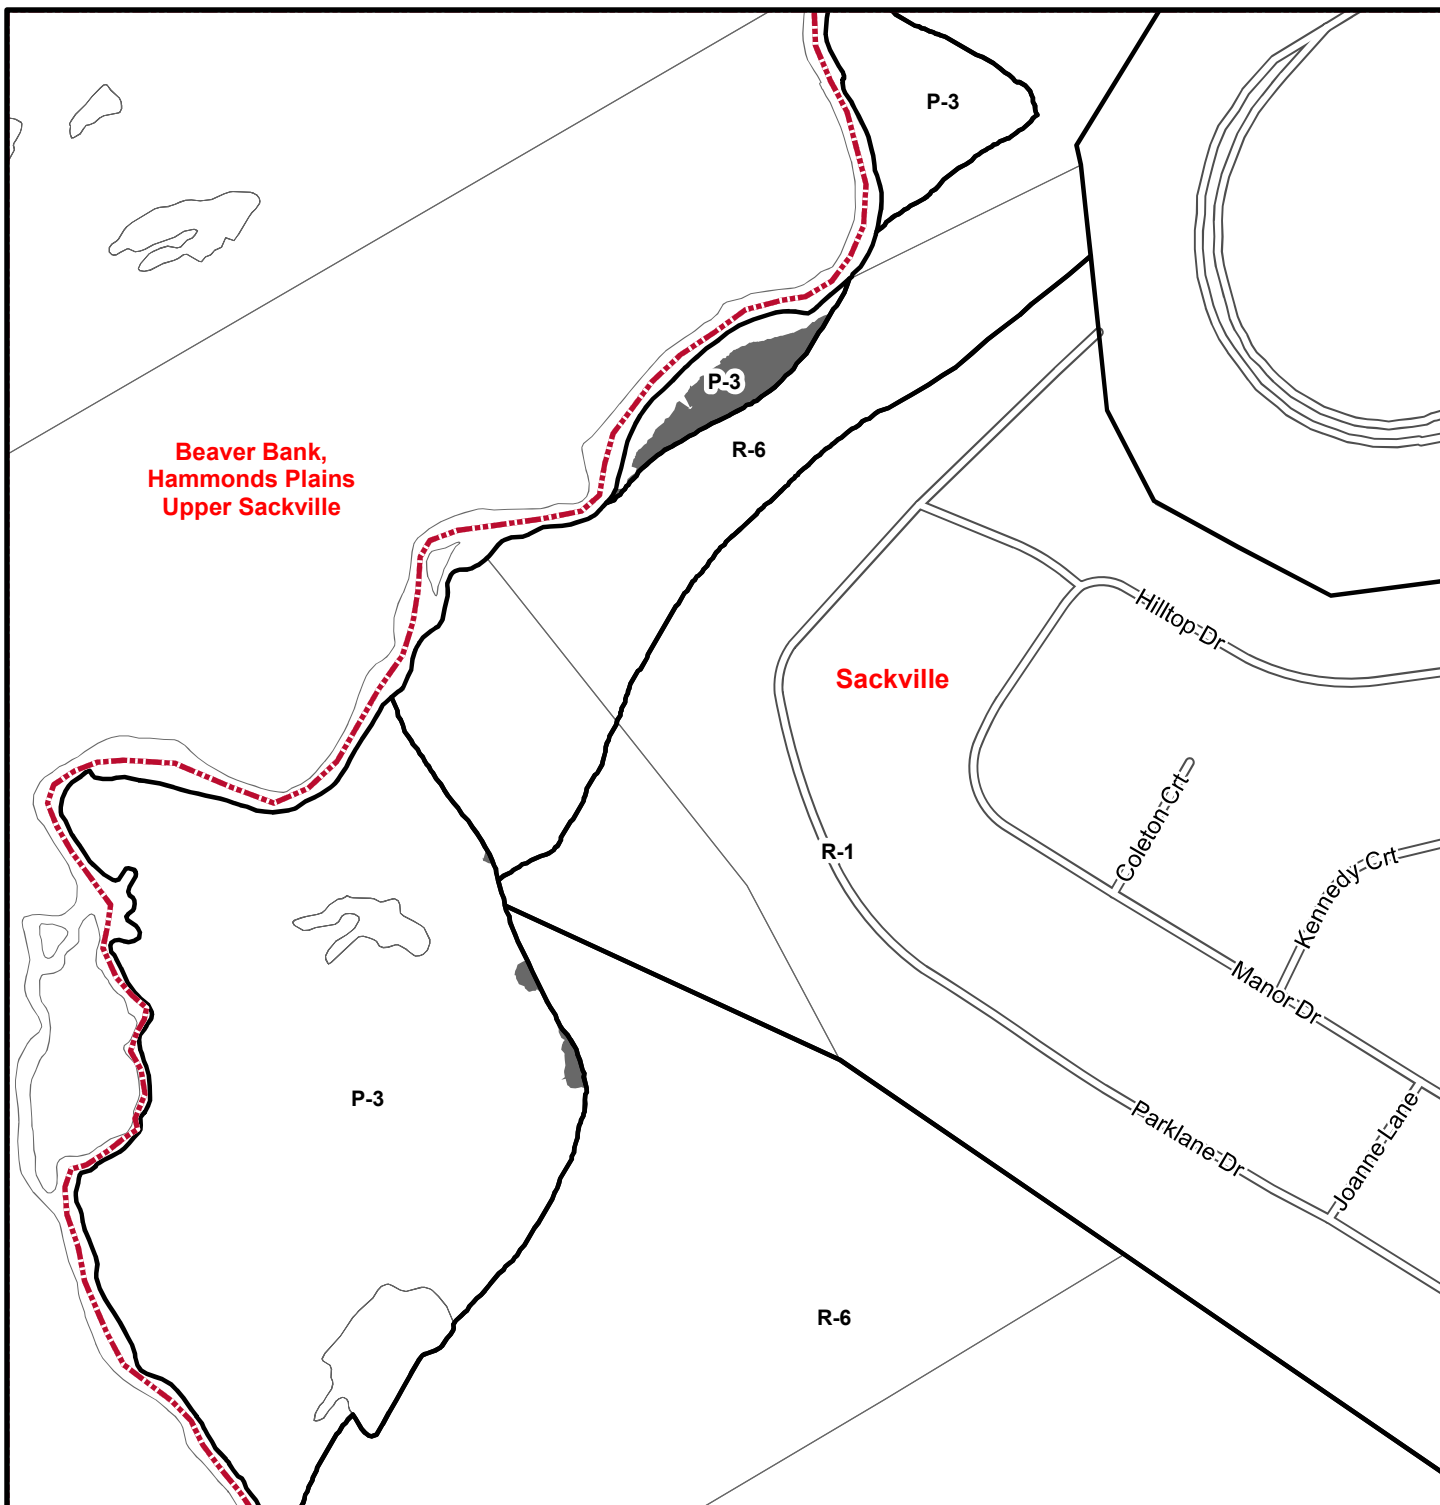 P-3
P-3
R-6
Beaver Bank,
Hammonds Plains
Upper Sackville
Hilltop Dr
Sackville
Coleton Crt
R-1
Kennedy Crt
Manor Dr
P-3
Parklane Dr
Joanne Lane
R-6